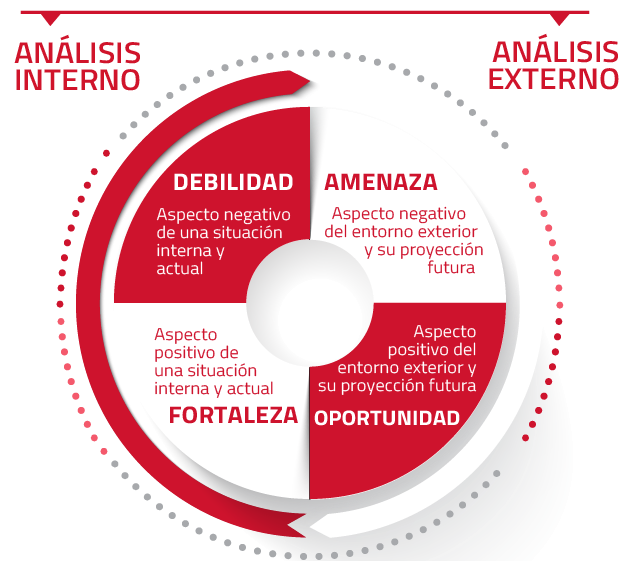 ANÁLISIS
INTERNO
ANÁLISIS
EXTERNO
DEBILIDAD
Aspecto negativo
de una situación
interna y
actual
AMENAZA
Aspecto negativo
del entorno exterior
y su proyección
futura
Aspecto
positivo de
una situación
interna y actual
FORTALEZA
Aspecto
positivo del
entorno exterior y
su proyección futura
OPORTUNIDAD